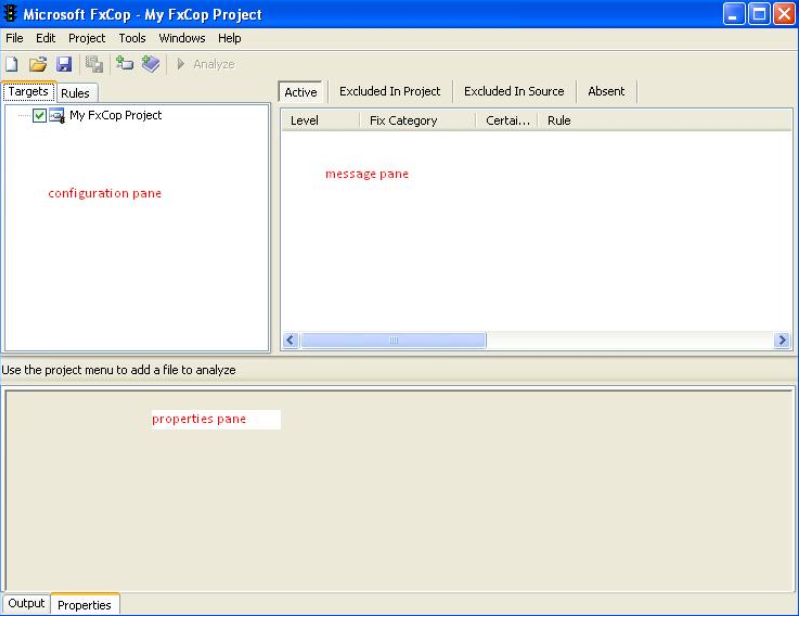 Microsoft FxCop - My FxCop Project
File Edit Project Tools Windows Help
Analyze
Targets Rules
Active Excluded In Project Excluded In Source Absent
My FxCop Project
Level Fix Category Certai... Rule
message pane
configuration pane
Use the project menu to add a file to analyze
properties pane
Output Properties